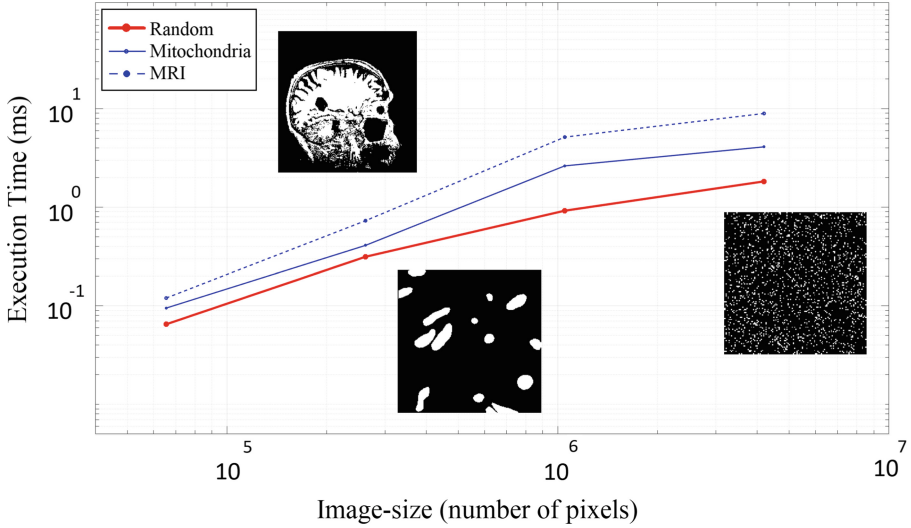 Random
Mitochondria
MRI
Execution Time (ms)
10^1
10^0
10^-1
10^5
10^6
10^7
Image-size (number of pixels)